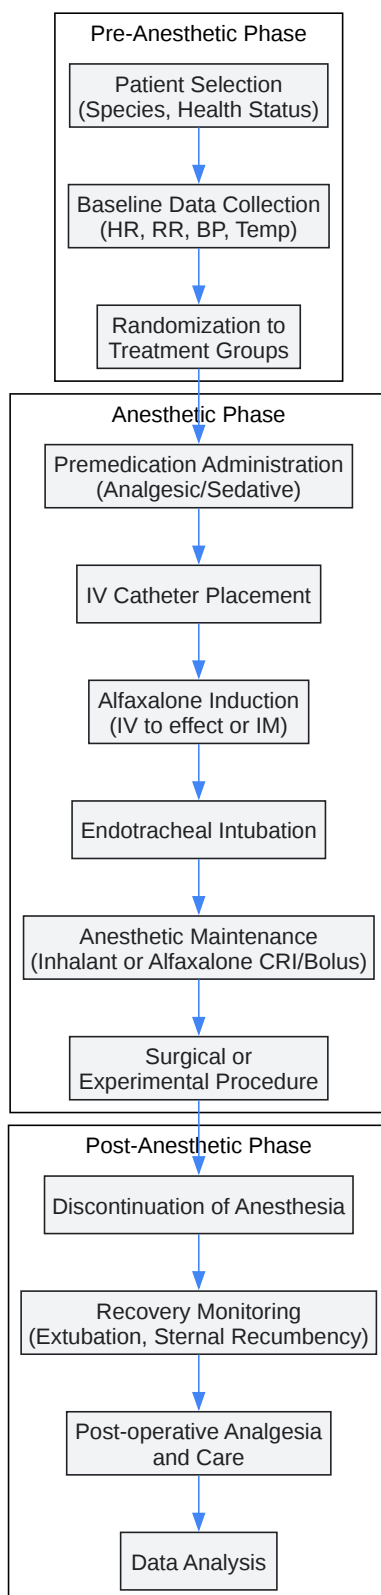 Pre-Anesthetic Phase
Patient Selection
(Species, Health Status)
Baseline Data Collection
(HR, RR, BP, Temp)
Randomization to
Treatment Groups
Anesthetic Phase
Premedication Administration
(Analgesic/Sedative)
IV Catheter Placement
Alfaxalone Induction
(IV to effect or IM)
Endotracheal Intubation
Anesthetic Maintenance
(Inhalant or Alfaxalone CRI/Bolus)
Surgical or
Experimental Procedure
Post-Anesthetic Phase
Discontinuation of Anesthesia
Recovery Monitoring
(Extubation, Sternal Recumbency)
Post-operative Analgesia
and Care
Data Analysis